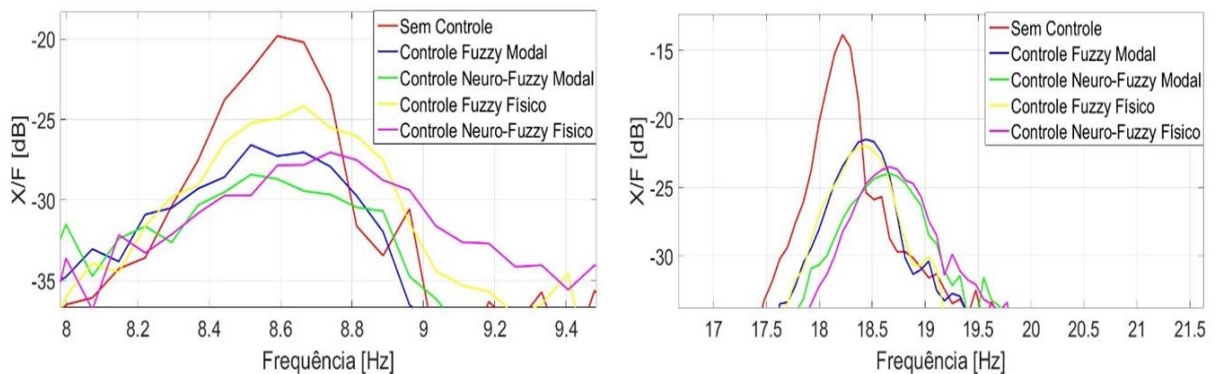 X/F [dB]
-20
-25
-30
-35
Sem Controle
Controle Fuzzy Modal
Controle Neuro-Fuzzy Modal
Controle Fuzzy Físico
Controle Neuro-Fuzzy Físico
8 8.2 8.4 8.6 8.8 9 9.2 9.4
Frequência [Hz]
X/F [dB]
-15
-20
-25
-30
Sem Controle
Controle Fuzzy Modal
Controle Neuro-Fuzzy Modal
Controle Fuzzy Físico
Controle Neuro-Fuzzy Físico
17 17.5 18 18.5 19 19.5 20 20.5 21 21.5
Frequência [Hz]